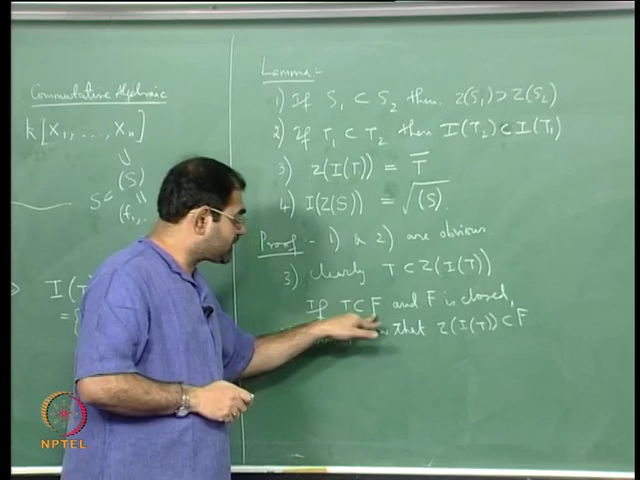 Commutative Algebraic
k[X₁, ..., Xₙ]
∪
(S)
S ⊂ "
(f₁, .
I(T
= {
Lemma :-
1) If S₁ ⊂ S₂ then Z(S₁) ⊃ Z(S₂)
2) If T₁ ⊂ T₂ then I(T₂) ⊂ I(T₁)
3) Z(I(T)) = T̅
4) I(Z(S)) = √(S).
Proof :- 1) & 2) are obvious
3) Clearly T ⊂ Z(I(T))
If T ⊂ F and F is closed,
that Z(I(T)) ⊂ F
NPTEL